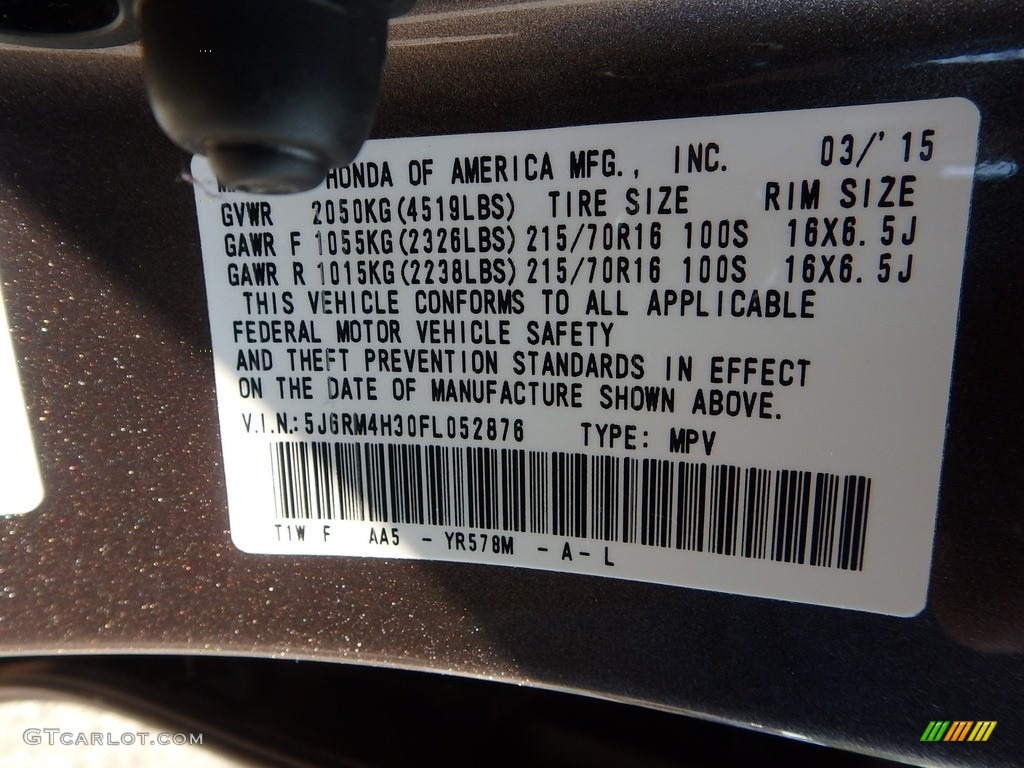 HONDA OF AMERICA MFG., INC. 03/'15
GVWR 2050KG(4519LBS) TIRE SIZE RIM SIZE
GAWR F 1055KG(2326LBS) 215/70R16 100S 16X6.5J
GAWR R 1015KG(2238LBS) 215/70R16 100S 16X6.5J
THIS VEHICLE CONFORMS TO ALL APPLICABLE
FEDERAL MOTOR VEHICLE SAFETY
AND THEFT PREVENTION STANDARDS IN EFFECT
ON THE DATE OF MANUFACTURE SHOWN ABOVE.
V.I.N.:5J6RM4H30FL052876 TYPE: MPV
T1W F AA5 - YR578M - A - L
GTCARLOT.COM